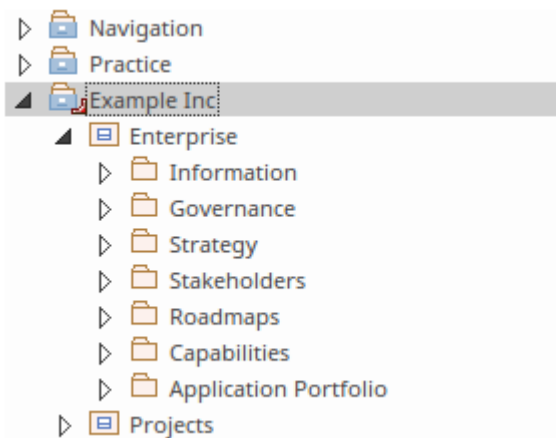 Navigation
Practice
Example Inc
Enterprise
Information
Governance
Strategy
Stakeholders
Roadmaps
Capabilities
Application Portfolio
Projects